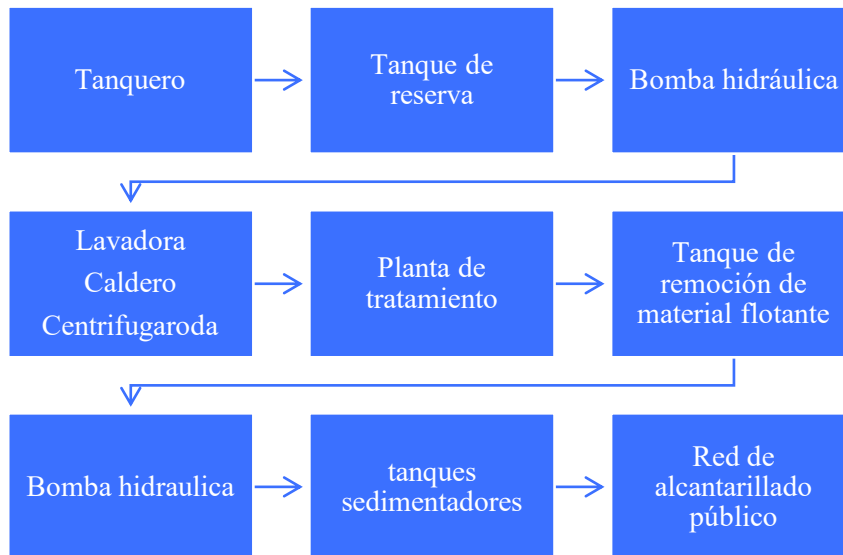 Tanquero
Tanque de
reserva
Bomba hidráulica
Lavadora
Caldero
Centrifugaroda
Planta de
tratamiento
Tanque de
remoción de
material flotante
Bomba hidraulica
tanques
sedimentadores
Red de
alcantarillado
público